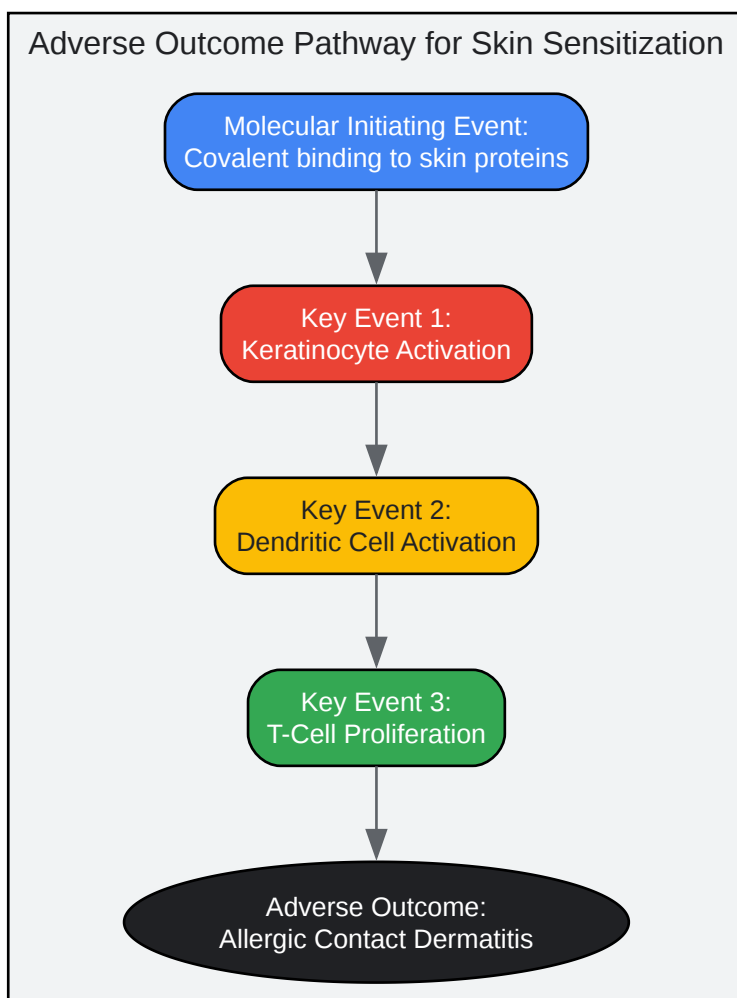 Adverse Outcome Pathway for Skin Sensitization
Molecular Initiating Event:
Covalent binding to skin proteins
Key Event 1:
Keratinocyte Activation
Key Event 2:
Dendritic Cell Activation
Key Event 3:
T-Cell Proliferation
Adverse Outcome:
Allergic Contact Dermatitis